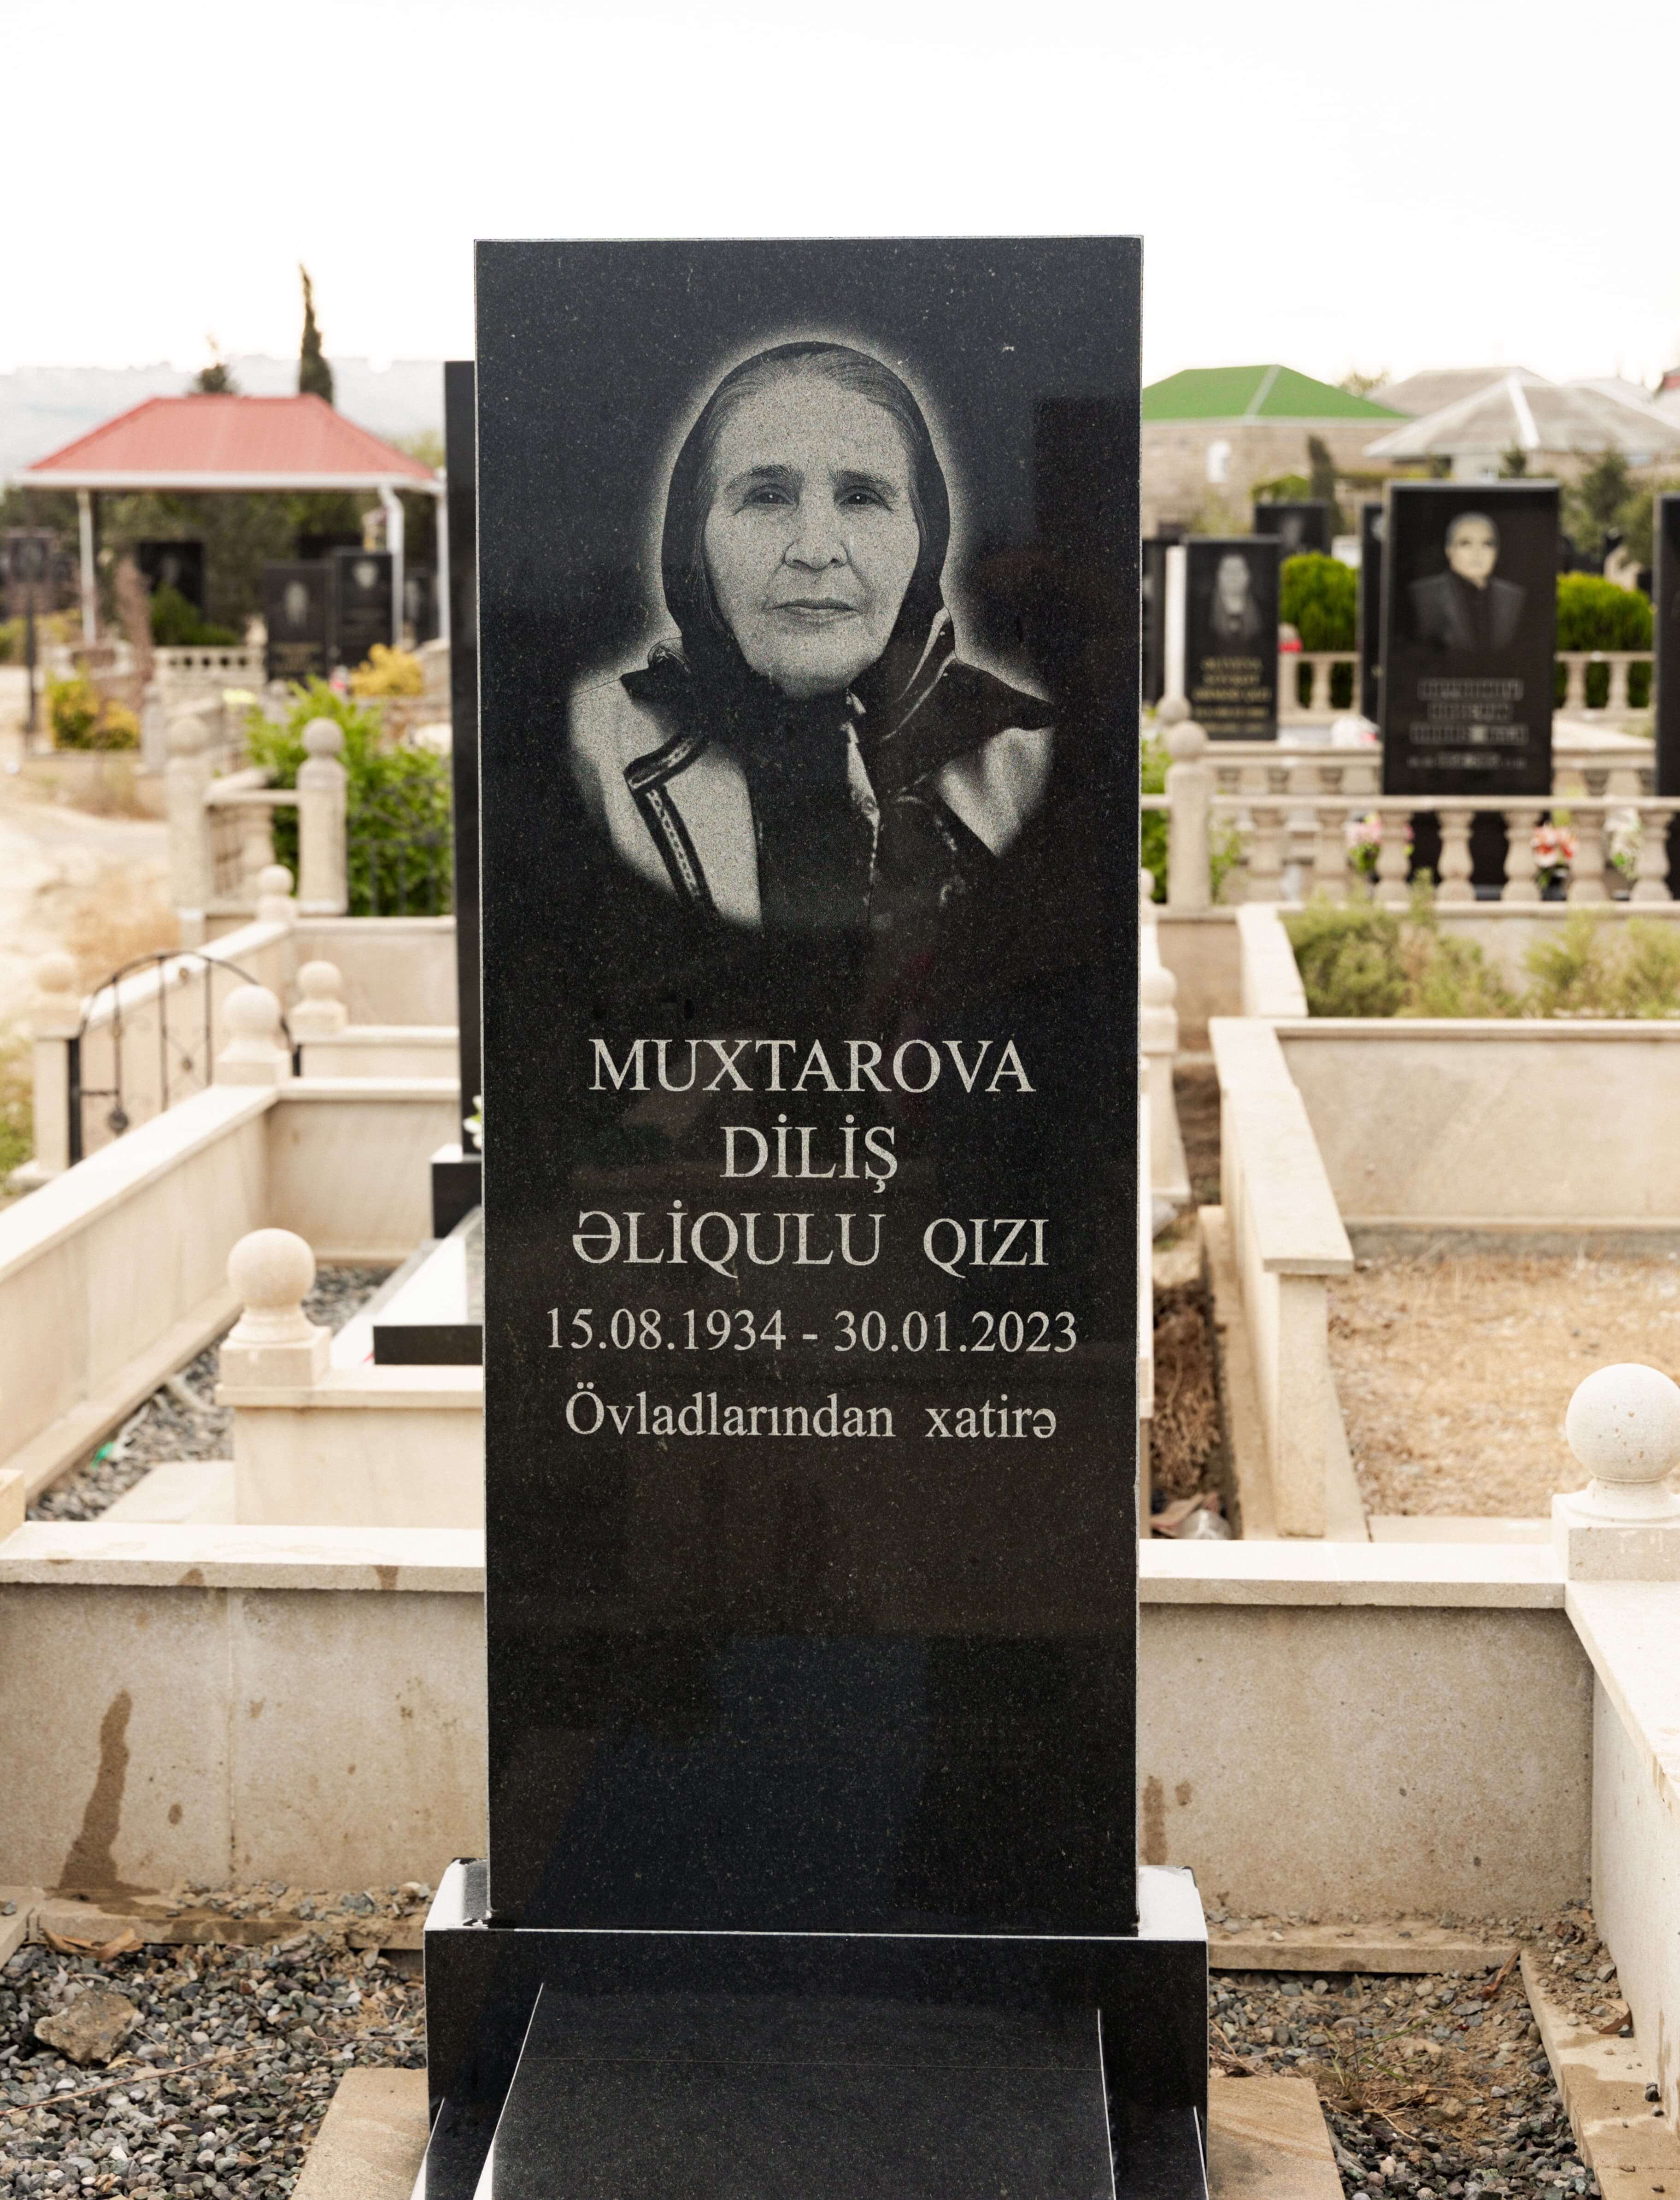 MUXTAROVA
DİLİŞ
ƏLİQULU QIZI
15.08.1934 - 30.01.2023
Övladlarından xatirə